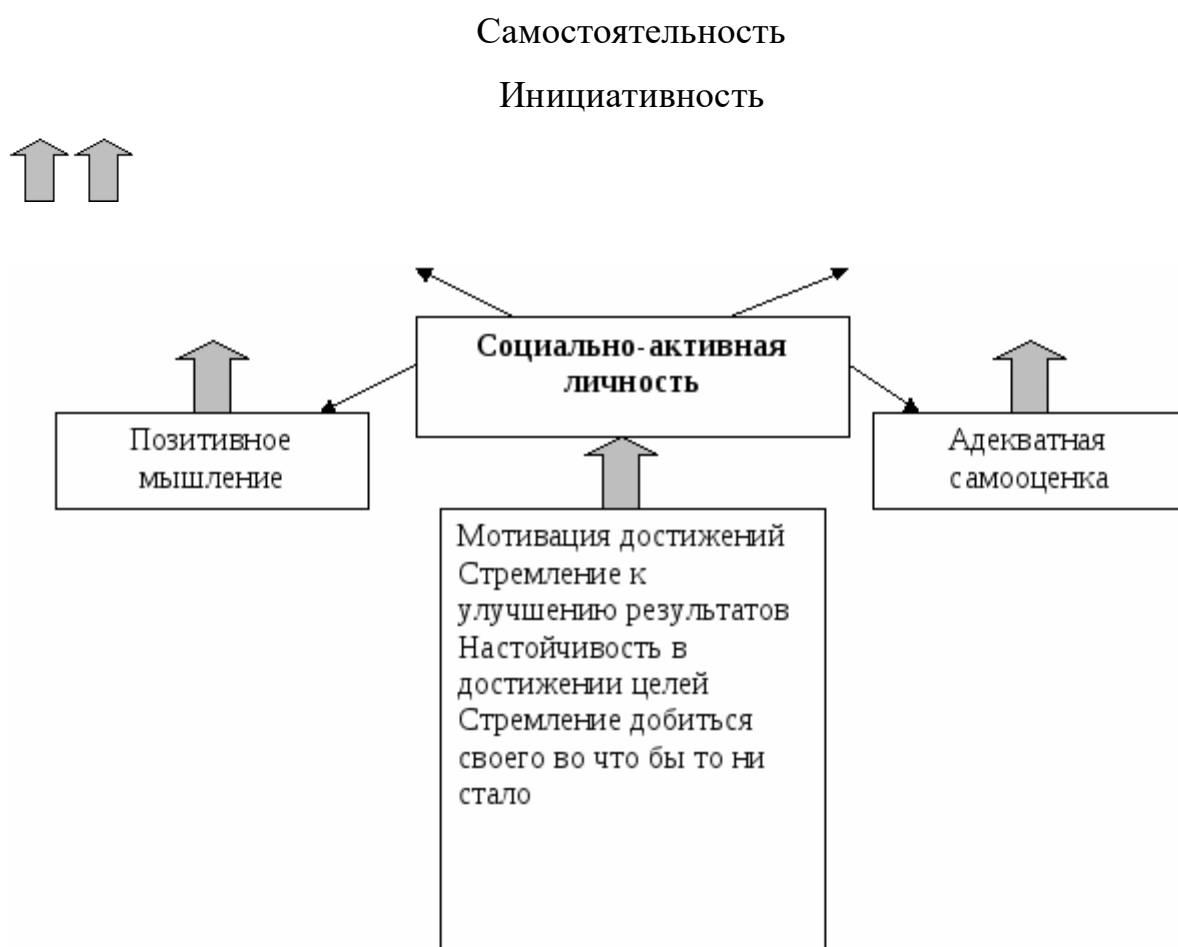 Самостоятельность
Инициативность
Социально-активная
личность
Позитивное
мышление
Адекватная
самооценка
Мотивация достижений
Стремление к
улучшению результатов
Настойчивость в
достижении целей
Стремление добиться
своего во что бы то ни
стало